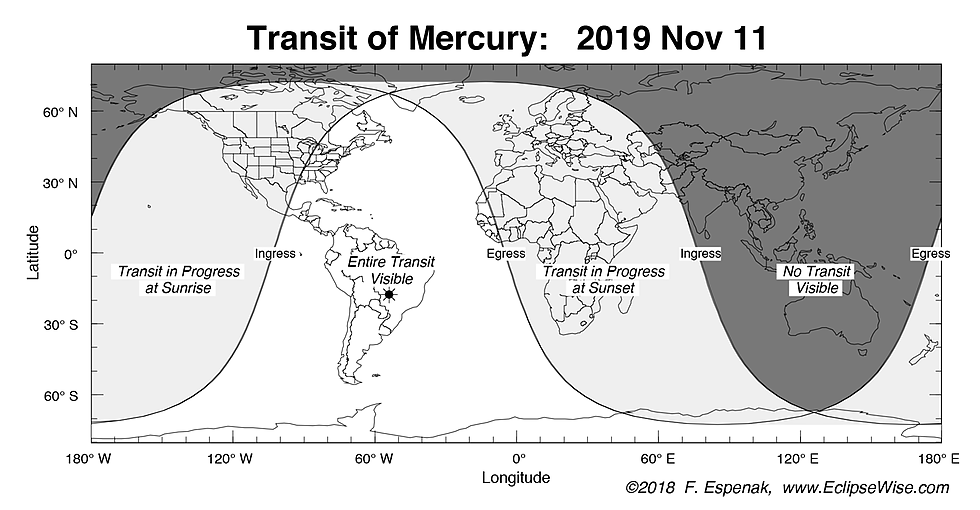 Transit of Mercury:   2019 Nov 11
60° N
30° N
0°
30° S
60° S
Latitude
Ingress
Egress
Ingress
Egress
Transit in Progress
at Sunrise
Entire Transit
Visible
Transit in Progress
at Sunset
No Transit
Visible
180° W
120° W
60° W
0°
60° E
120° E
180° E
Longitude
©2018  F. Espenak,  www.EclipseWise.com